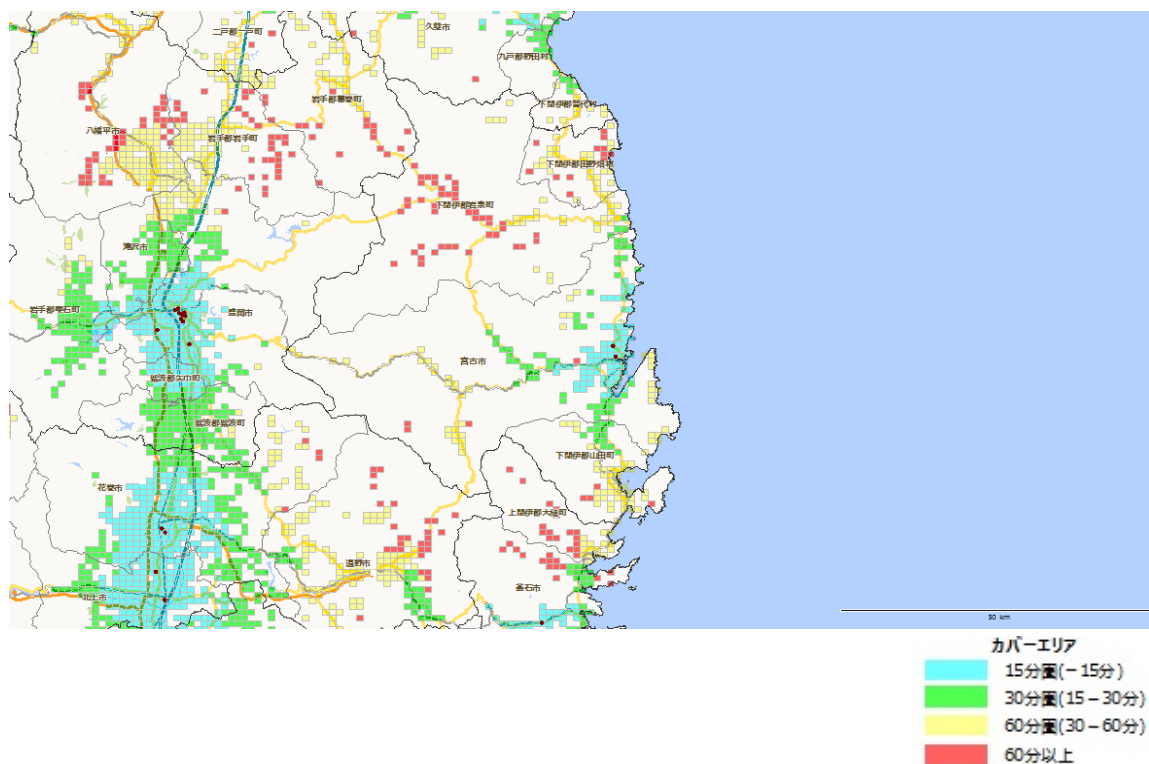 二戸郡一戸町
久慈市
九戸郡野田村
岩手郡葛巻町
下閉伊郡普代村
八幡平市
岩手郡岩手町
下閉伊郡田野畑村
下閉伊郡岩泉町
滝沢市
岩手郡雫石町
盛岡市
宮古市
紫波郡矢巾町
紫波郡紫波町
下閉伊郡山田町
花巻市
上閉伊郡大槌町
遠野市
釜石市
北上市
30 km
カバーエリア
15分圏(－15分)
30分圏(15－30分)
60分圏(30－60分)
60分以上